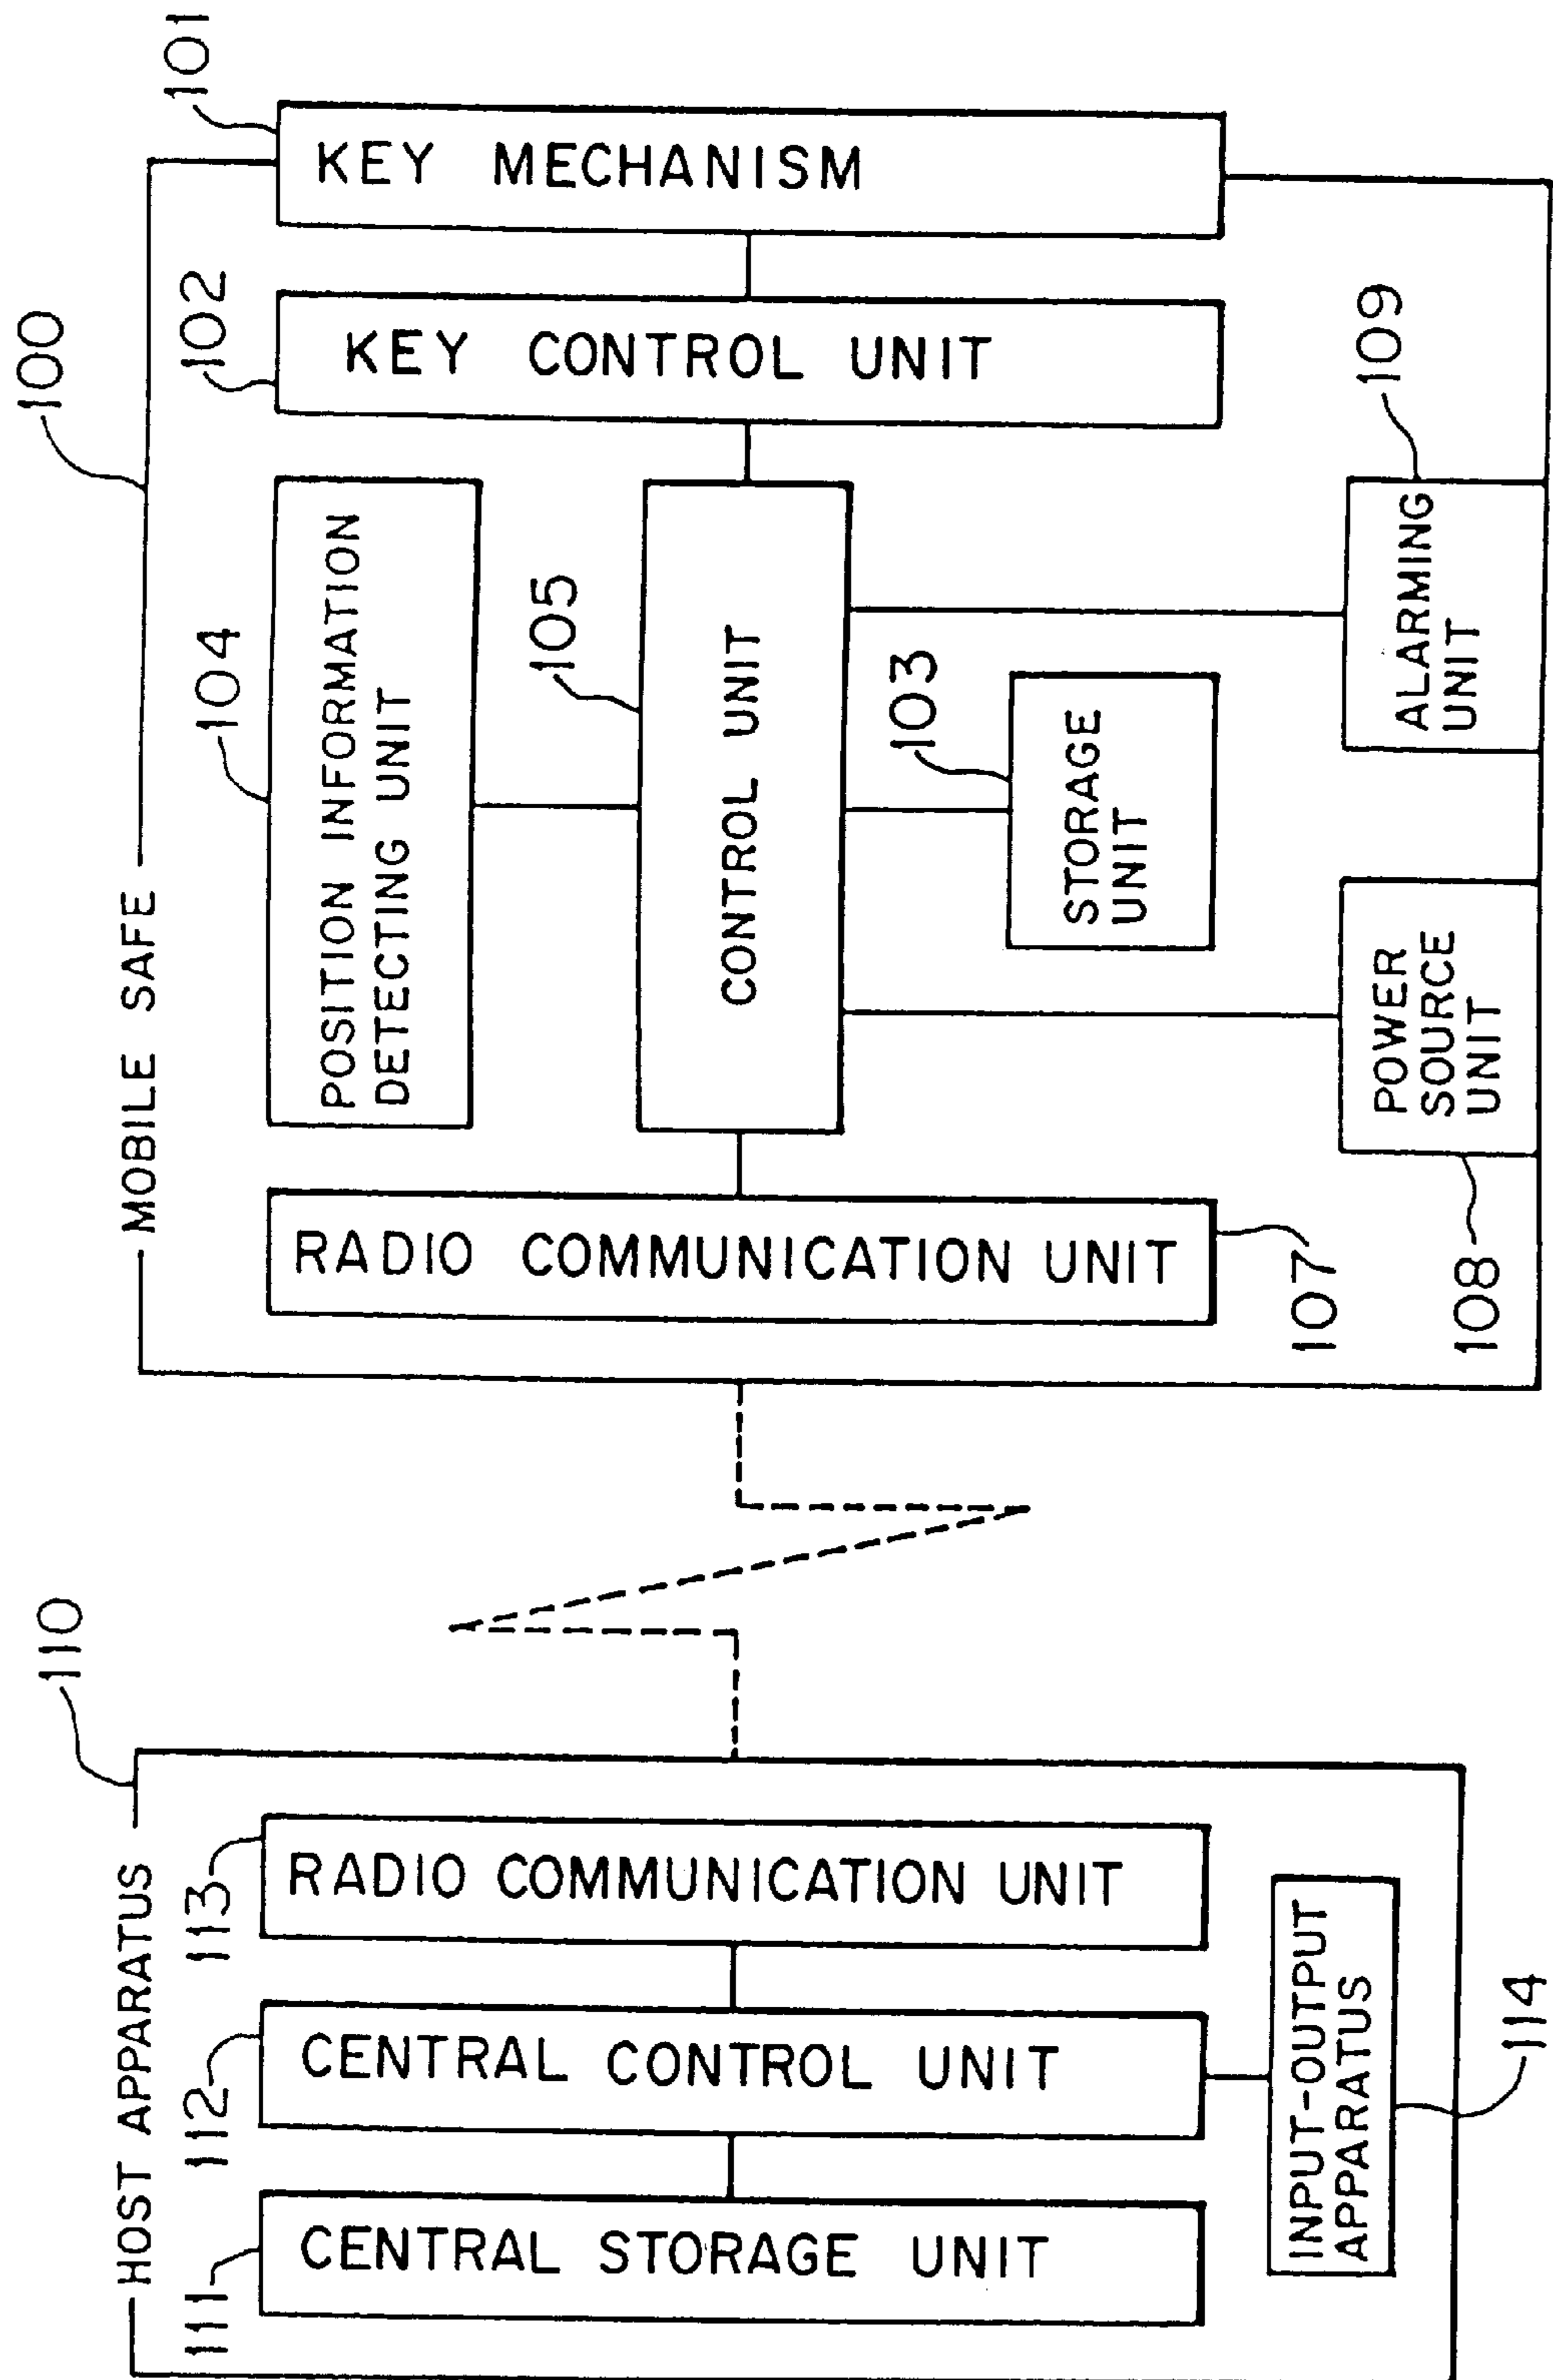 110
HOST APPARATUS
111
CENTRAL STORAGE UNIT
112
CENTRAL CONTROL UNIT
113
RADIO COMMUNICATION UNIT
INPUT-OUTPUT
APPARATUS
114
100
MOBILE SAFE
RADIO COMMUNICATION UNIT
107
104
POSITION INFORMATION
DETECTING UNIT
105
CONTROL UNIT
103
STORAGE
UNIT
POWER
SOURCE
UNIT
108
ALARMING
UNIT
109
102
KEY CONTROL UNIT
101
KEY MECHANISM